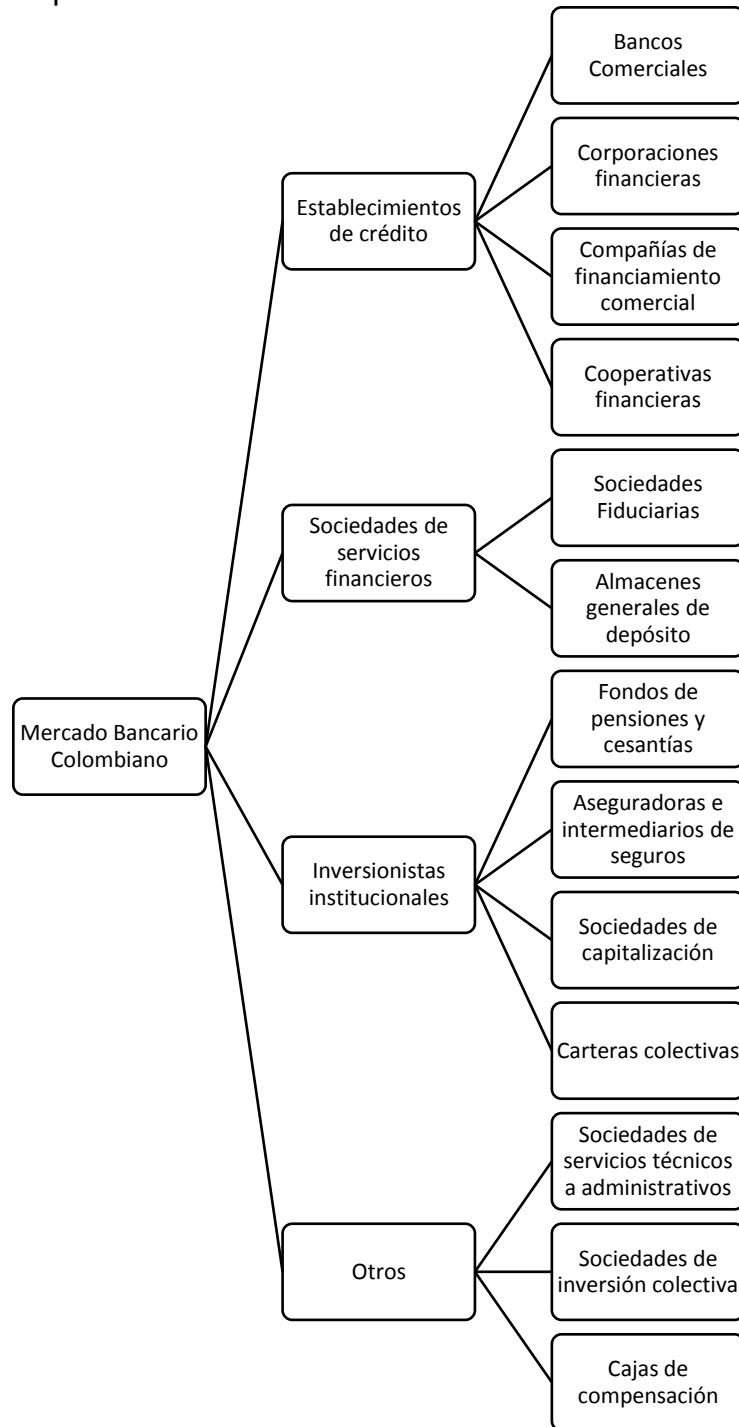 Bancos
Comerciales
Corporaciones
financieras
Establecimientos
de crédito
Compañías de
financiamiento
comercial
Cooperativas
financieras
Sociedades
Fiduciarias
Sociedades de
servicios
financieros
Almacenes
generales de
depósito
Mercado Bancario
Colombiano
Fondos de
pensiones y
cesantías
Aseguradoras e
intermediarios de
seguros
Inversionistas
institucionales
Sociedades de
capitalización
Carteras colectivas
Sociedades de
servicios técnicos
a administrativos
Otros
Sociedades de
inversión colectiva
Cajas de
compensación